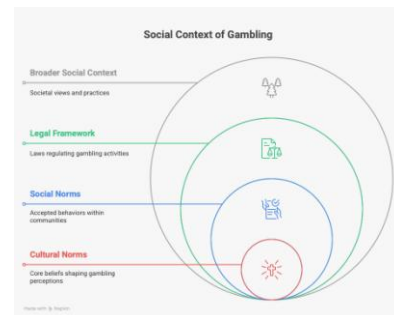 Social Context of Gambling
Broader Social Context
Societal views and practices
Legal Framework
Laws regulating gambling activities
Social Norms
Accepted behaviors within
communities
Cultural Norms
Core beliefs shaping gambling
perceptions
Made with Napkin